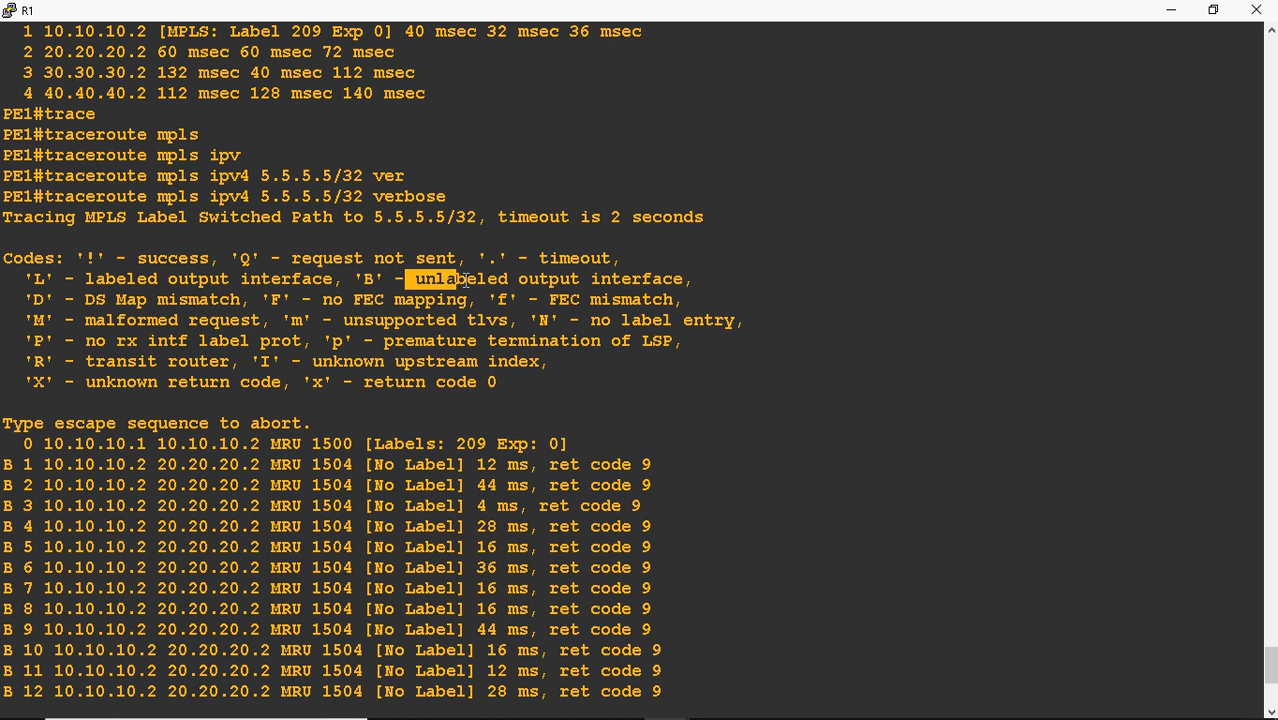 R1
1 10.10.10.2 [MPLS: Label 209 Exp 0] 40 msec 32 msec 36 msec
2 20.20.20.2 60 msec 60 msec 72 msec
3 30.30.30.2 132 msec 40 msec 112 msec
4 40.40.40.2 112 msec 128 msec 140 msec
PE1#trace
PE1#traceroute mpls
PE1#traceroute mpls ipv
PE1#traceroute mpls ipv4 5.5.5.5/32 ver
PE1#traceroute mpls ipv4 5.5.5.5/32 verbose
Tracing MPLS Label Switched Path to 5.5.5.5/32, timeout is 2 seconds
Codes: '!' - success, 'Q' - request not sent, '.' - timeout,
'L' - labeled output interface, 'B' - unlabeled output interface,
'D' - DS Map mismatch, 'F' - no FEC mapping, 'f' - FEC mismatch,
'M' - malformed request, 'm' - unsupported tlvs, 'N' - no label entry,
'P' - no rx intf label prot, 'p' - premature termination of LSP,
'R' - transit router, 'I' - unknown upstream index,
'X' - unknown return code, 'x' - return code 0
Type escape sequence to abort.
0 10.10.10.1 10.10.10.2 MRU 1500 [Labels: 209 Exp: 0]
B 1 10.10.10.2 20.20.20.2 MRU 1504 [No Label] 12 ms, ret code 9
B 2 10.10.10.2 20.20.20.2 MRU 1504 [No Label] 44 ms, ret code 9
B 3 10.10.10.2 20.20.20.2 MRU 1504 [No Label] 4 ms, ret code 9
B 4 10.10.10.2 20.20.20.2 MRU 1504 [No Label] 28 ms, ret code 9
B 5 10.10.10.2 20.20.20.2 MRU 1504 [No Label] 16 ms, ret code 9
B 6 10.10.10.2 20.20.20.2 MRU 1504 [No Label] 36 ms, ret code 9
B 7 10.10.10.2 20.20.20.2 MRU 1504 [No Label] 16 ms, ret code 9
B 8 10.10.10.2 20.20.20.2 MRU 1504 [No Label] 16 ms, ret code 9
B 9 10.10.10.2 20.20.20.2 MRU 1504 [No Label] 44 ms, ret code 9
B 10 10.10.10.2 20.20.20.2 MRU 1504 [No Label] 16 ms, ret code 9
B 11 10.10.10.2 20.20.20.2 MRU 1504 [No Label] 12 ms, ret code 9
B 12 10.10.10.2 20.20.20.2 MRU 1504 [No Label] 28 ms, ret code 9